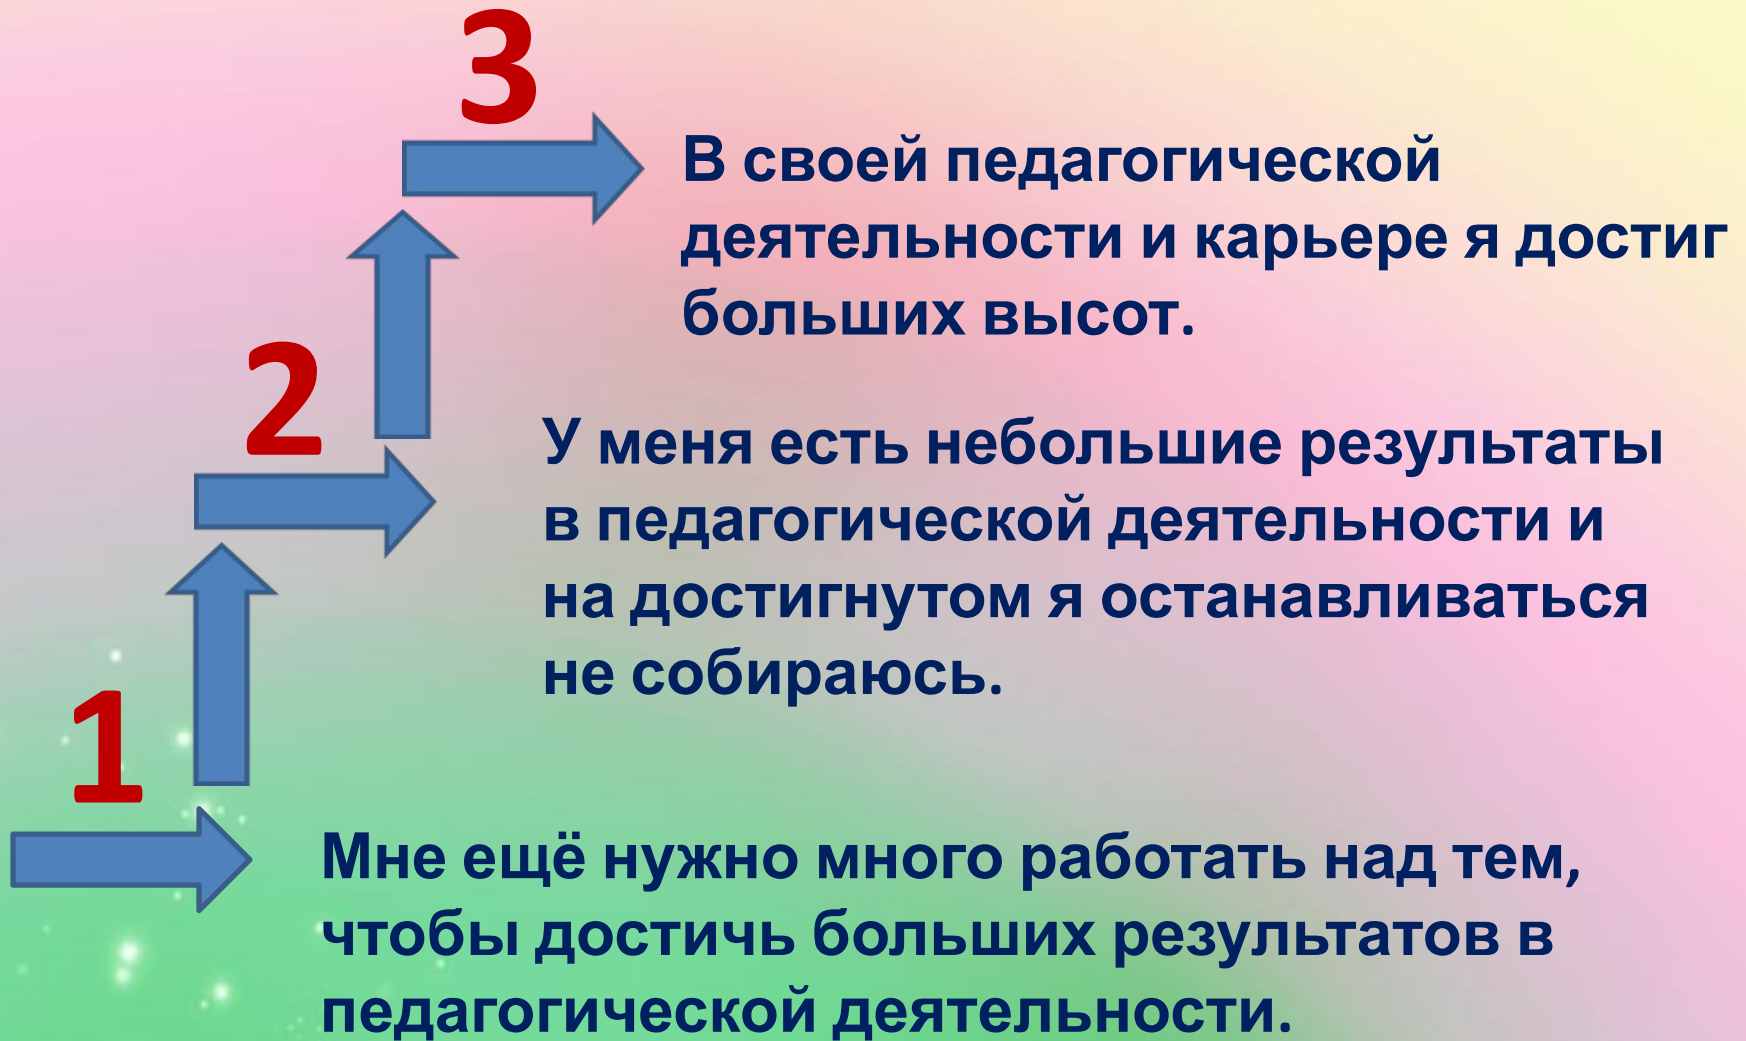 3
В своей педагогической
деятельности и карьере я достиг
больших высот.
2
У меня есть небольшие результаты
в педагогической деятельности и
на достигнутом я останавливаться
не собираюсь.
1
Мне ещё нужно много работать над тем,
чтобы достичь больших результатов в
педагогической деятельности.